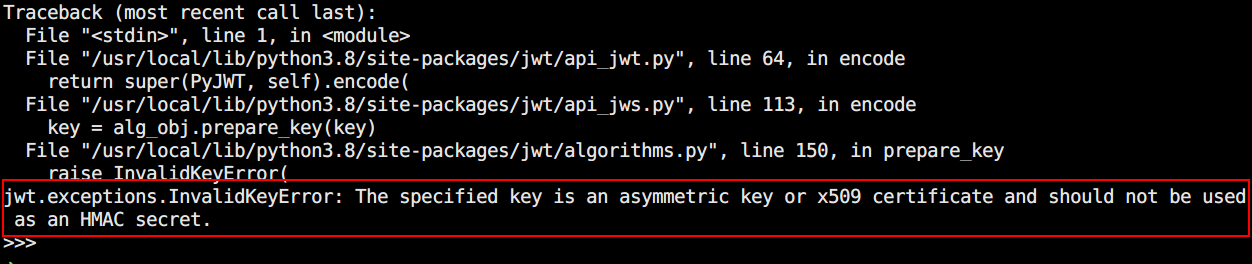 Traceback (most recent call last):
  File "<stdin>", line 1, in <module>
  File "/usr/local/lib/python3.8/site-packages/jwt/api_jwt.py", line 64, in encode
    return super(PyJWT, self).encode(
  File "/usr/local/lib/python3.8/site-packages/jwt/api_jws.py", line 113, in encode
    key = alg_obj.prepare_key(key)
  File "/usr/local/lib/python3.8/site-packages/jwt/algorithms.py", line 150, in prepare_key
    raise InvalidKeyError(
jwt.exceptions.InvalidKeyError: The specified key is an asymmetric key or x509 certificate and should not be used
 as an HMAC secret.
>>>